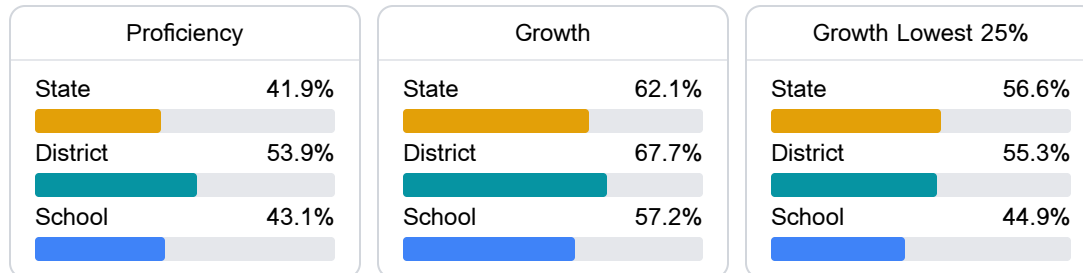 Proficiency
State 41.9%
District 53.9%
School 43.1%
Growth
State 62.1%
District 67.7%
School 57.2%
Growth Lowest 25%
State 56.6%
District 55.3%
School 44.9%